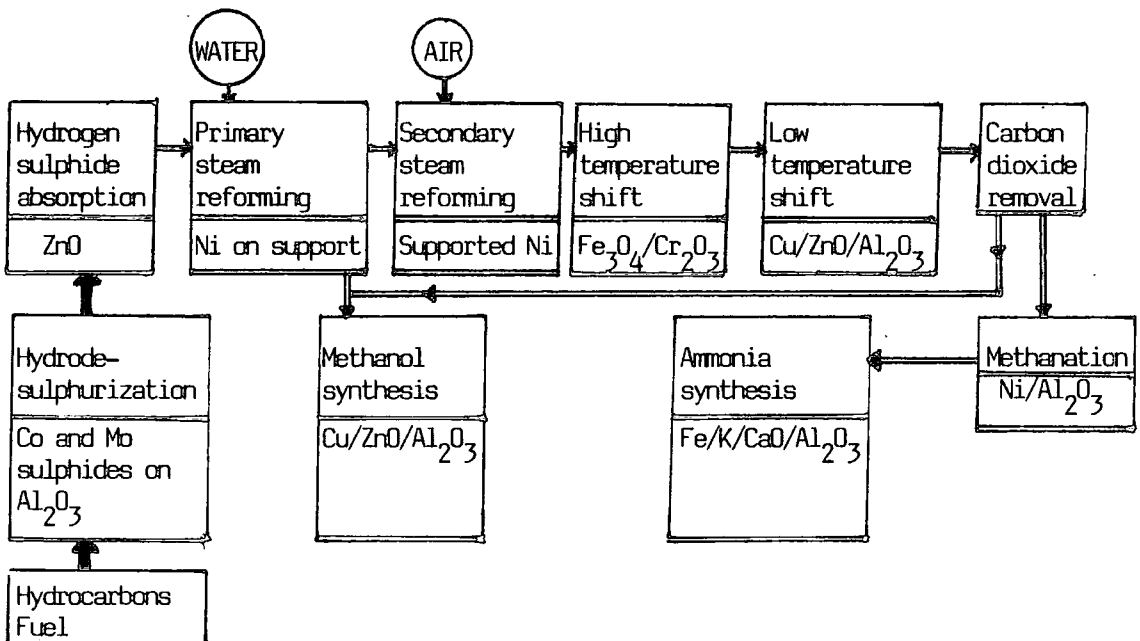 WATER
AIR
Hydrogen
sulphide
absorption
ZnO
Primary
steam
reforming
Ni on support
Secondary
steam
reforming
Supported Ni
High
temperature
shift
Fe₃O₄/Cr₂O₃
Low
temperature
shift
Cu/ZnO/Al₂O₃
Carbon
dioxide
removal
Hydrode-
sulphurization
Co and Mo
sulphides on
Al₂O₃
Methanol
synthesis
Cu/ZnO/Al₂O₃
Ammonia
synthesis
Fe/K/CaO/Al₂O₃
Methanation
Ni/Al₂O₃
Hydrocarbons
Fuel